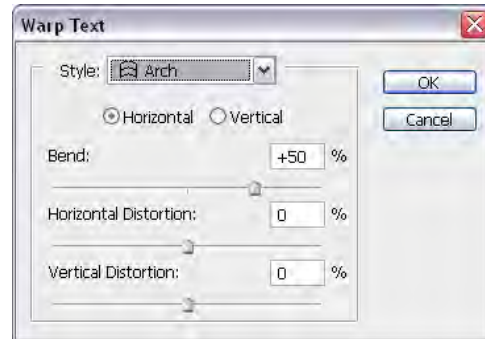 Warp Text
Style: Arch
OK
Horizontal Vertical
Cancel
Bend: +50 %
Horizontal Distortion: 0 %
Vertical Distortion: 0 %